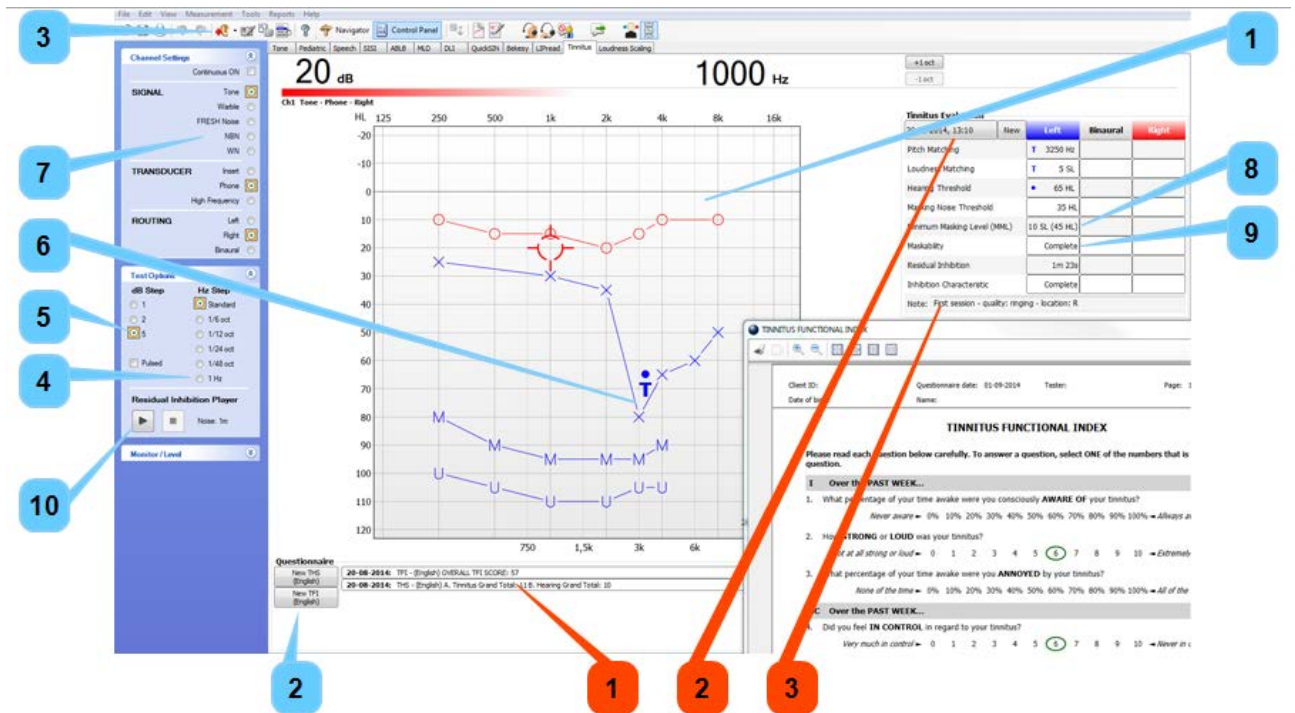 File Edit View Measurement Tools Reports Help
Navigator Control Panel
Tone Pediatric Speech SISI ABLB MLD DLI QuickSIN Bekesy LIPread Tinnitus Loudness Scaling
3
1
20 dB
1000 Hz
+1 oct
-1 oct
Channel Settings
Continuous ON
SIGNAL Tone
Warble
FRESH Noise
NBN
WN
TRANSDUCER Insert
Phone
High Frequency
ROUTING Left
Right
Binaural
7
6
Test Options
dB Step Hz Step
1 Standard
2 1/6 oct
5 1/12 oct
1/24 oct
Pulsed 1/48 oct
1 Hz
5
4
Residual Inhibition Player
Noise: 1m
Monitor / Level
10
Ch1 Tone - Phone - Right
HL 125 250 500 1k 2k 4k 8k 16k
-20
-10
0
10
20
30
40
50
60
70
80
90
100
110
120
M M M M M M
U U U U U U
T
750 1,5k 3k 6k
Tinnitus Evaluation
2014, 13:10 New Left Binaural Right
Pitch Matching T 3250 Hz
Loudness Matching T 5 SL
Hearing Threshold 65 HL
Masking Noise Threshold 35 HL
Minimum Masking Level (MML) 10 SL (45 HL)
Maskability Complete
Residual Inhibition 1m 23s
Inhibition Characteristic Complete
Note: First session - quality: ringing - location: R
8
9
TINNITUS FUNCTIONAL INDEX
Client ID: Questionnaire date: 01-09-2014 Tester: Page: 1
Date of Name:
TINNITUS FUNCTIONAL INDEX
Please read each question below carefully. To answer a question, select ONE of the numbers that is
question.
I Over the PAST WEEK...
1. What percentage of your time awake were you consciously AWARE OF your tinnitus?
Never aware ► 0% 10% 20% 30% 40% 50% 60% 70% 80% 90% 100% ◄ Always
2. How STRONG or LOUD was your tinnitus?
Not at all strong or loud ► 0 1 2 3 4 5 6 7 8 9 10 ◄ Extremely
3. What percentage of your time awake were you ANNOYED by your tinnitus?
None of the time ► 0% 10% 20% 30% 40% 50% 60% 70% 80% 90% 100% ◄ All of the
Over the PAST WEEK...
4. Did you feel IN CONTROL in regard to your tinnitus?
Very much in control ► 0 1 2 3 4 5 6 7 8 9 10 ◄ Never in
Questionnaire
New THS
(English)
New TFI
(English)
20-08-2014: TFI - (English) OVERALL TFI SCORE: 57
20-08-2014: THS - (English) A. Tinnitus Grand Total: 11 B. Hearing Grand Total: 10
2
1
2
3